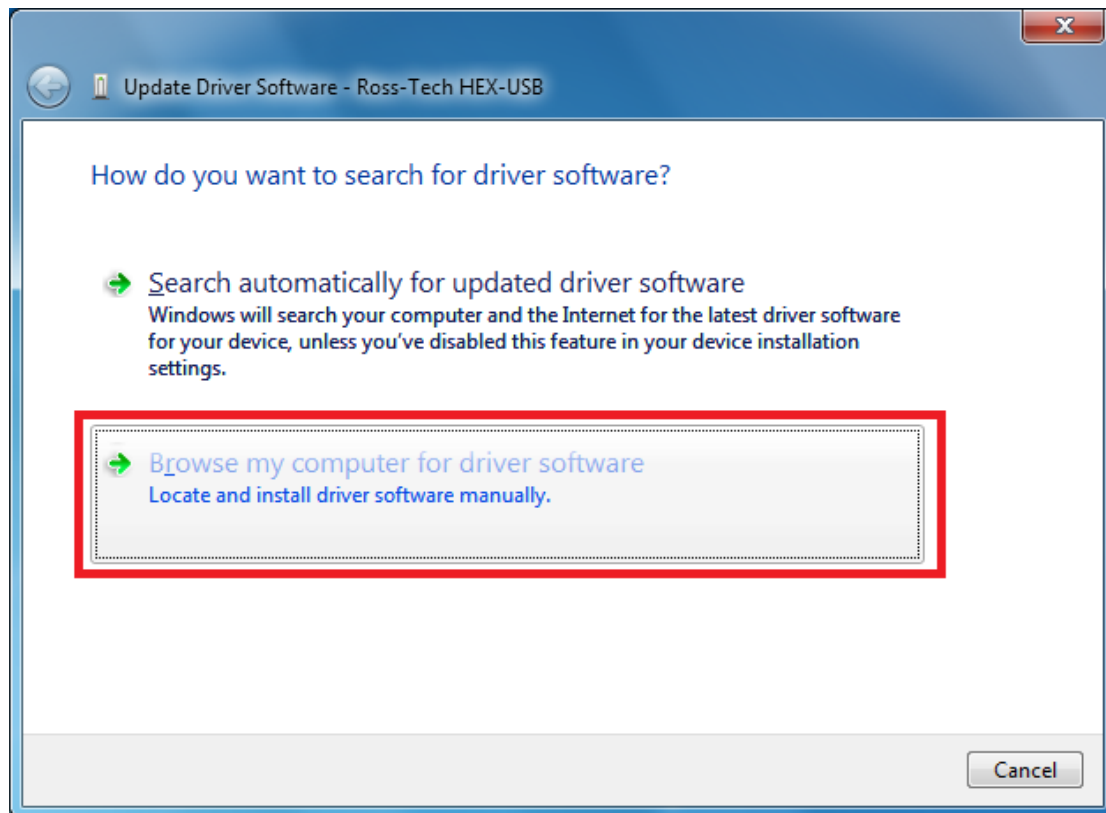 x
Update Driver Software - Ross-Tech HEX-USB
How do you want to search for driver software?
Search automatically for updated driver software
Windows will search your computer and the Internet for the latest driver software
for your device, unless you've disabled this feature in your device installation
settings.
Browse my computer for driver software
Locate and install driver software manually.
Cancel